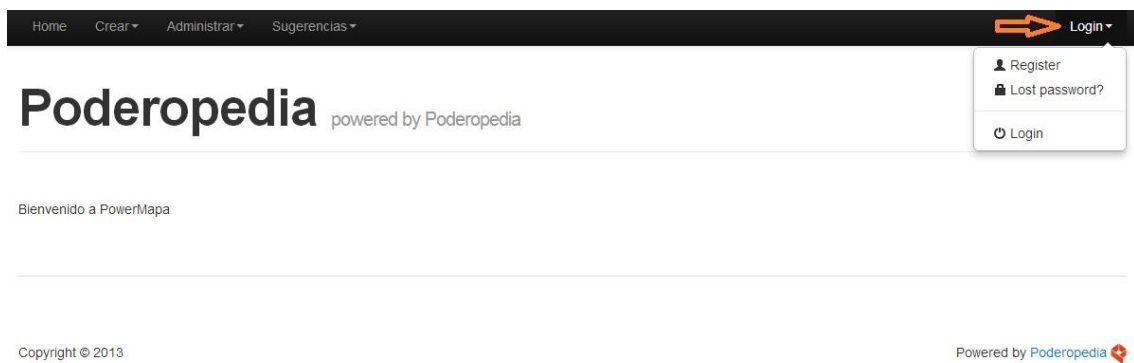 Home Crear Administrar Sugerencias Login
Register
Lost password?
Login
Poderopedia powered by Poderopedia
Bienvenido a PowerMapa
Copyright © 2013 Powered by Poderopedia